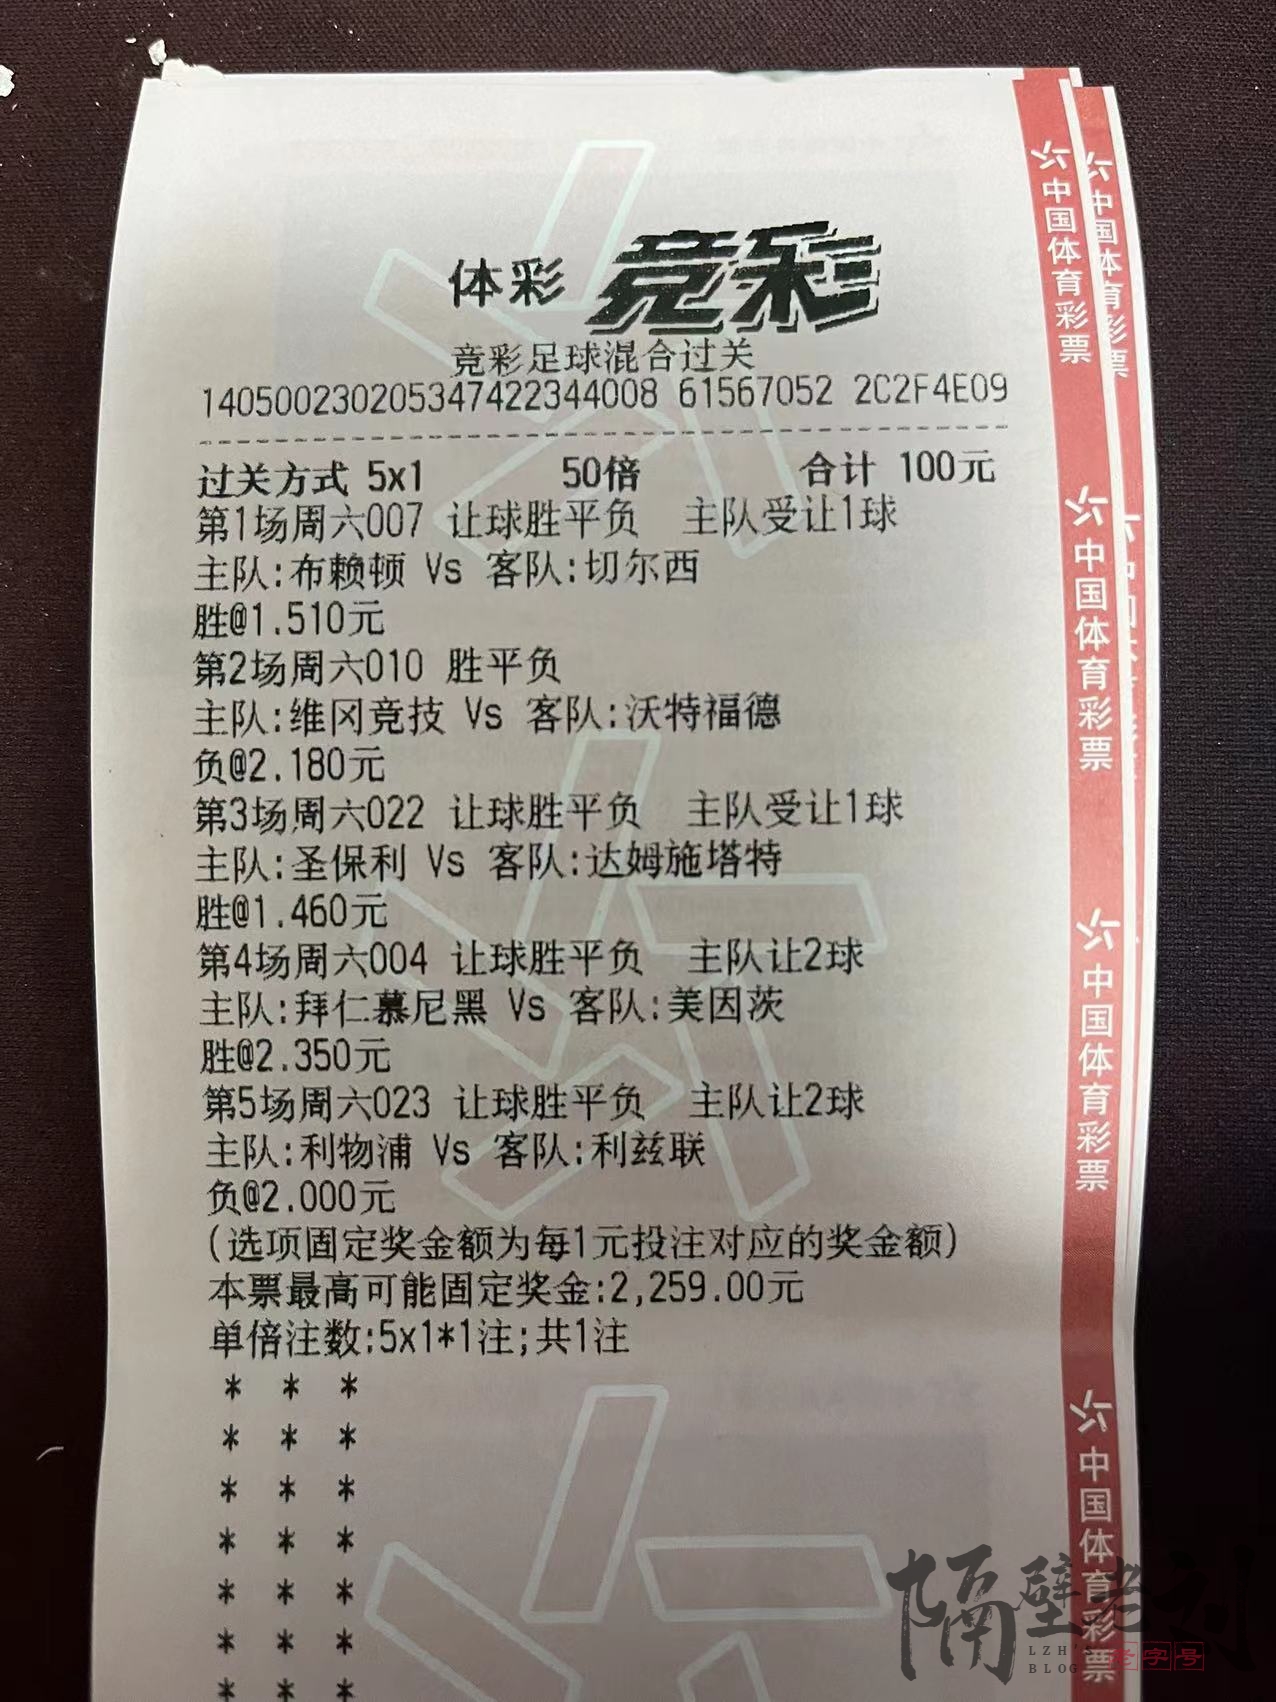 体彩 竞彩
竞彩足球混合过关
140500230205347422344008 61567052 2C2F4E09
过关方式 5x1 50倍 合计 100元
第1场周六007 让球胜平负 主队受让1球
主队:布赖顿 Vs 客队:切尔西
胜@1.510元
第2场周六010 胜平负
主队:维冈竞技 Vs 客队:沃特福德
负@2.180元
第3场周六022 让球胜平负 主队受让1球
主队:圣保利 Vs 客队:达姆施塔特
胜@1.460元
第4场周六004 让球胜平负 主队让2球
主队:拜仁慕尼黑 Vs 客队:美因茨
胜@2.350元
第5场周六023 让球胜平负 主队让2球
主队:利物浦 Vs 客队:利兹联
负@2.000元
(选项固定奖金额为每1元投注对应的奖金额)
本票最高可能固定奖金:2,259.00元
单倍注数:5x1*1注;共1注
* * *
* * *
* * *
* * *
* * *
* * *
* * *
中国体育彩票
中国体育彩票
中国体育彩票
中国体育彩票
中国体育彩票
隔壁老刘
LZH'S
BLOG
老字号